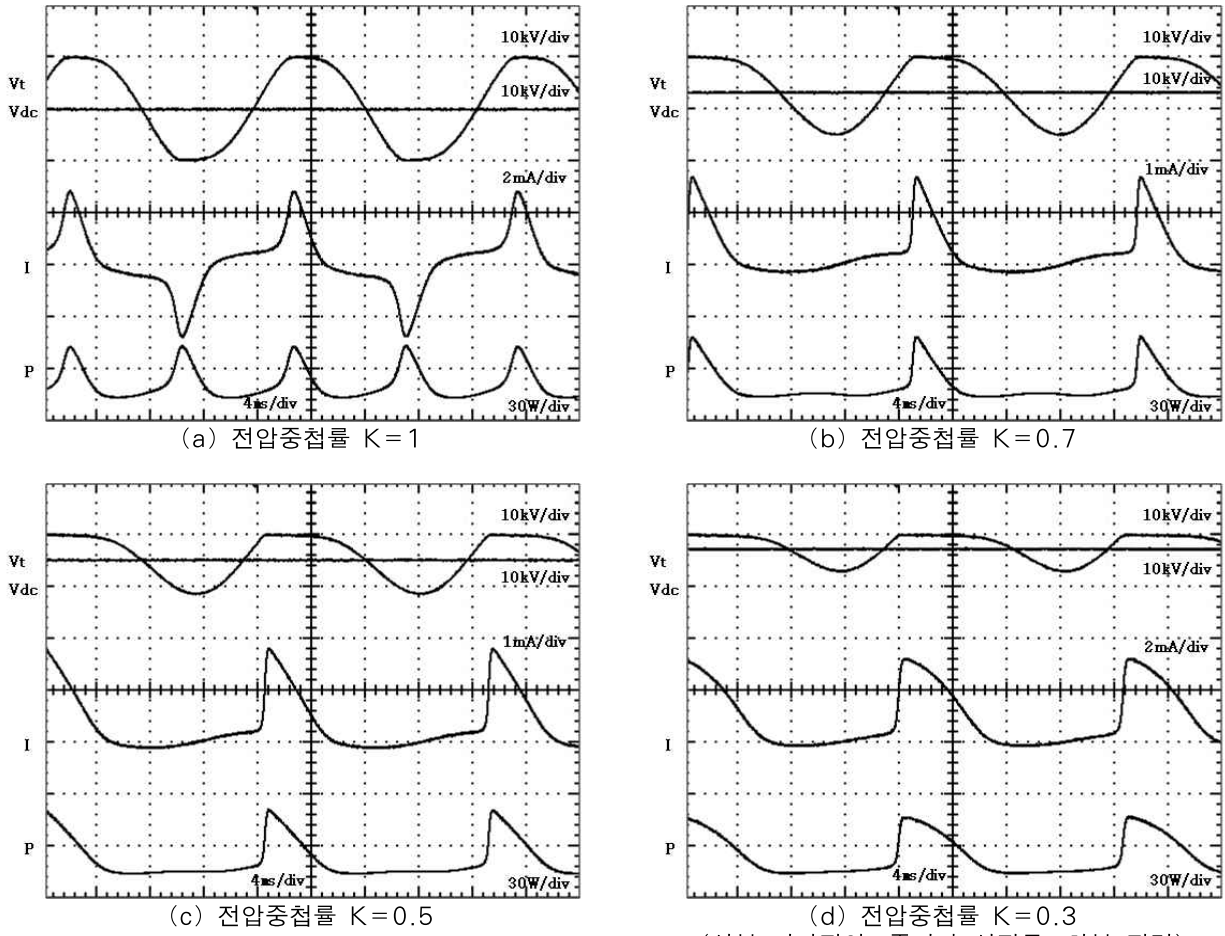 10kV/div
Vt
10kV/div
Vdc
2mA/div
I
P
4ms/div
30W/div
(a) 전압중첩률 K=1
10kV/div
10kV/div
Vt
Vdc
1mA/div
I
P
4ms/div
30W/div
(b) 전압중첩률 K=0.7
10kV/div
Vt
10kV/div
Vdc
1mA/div
I
P
4ms/div
30W/div
(c) 전압중첩률 K=0.5
10kV/div
Vt
10kV/div
Vdc
2mA/div
I
P
4ms/div
30W/div
(d) 전압중첩률 K=0.3